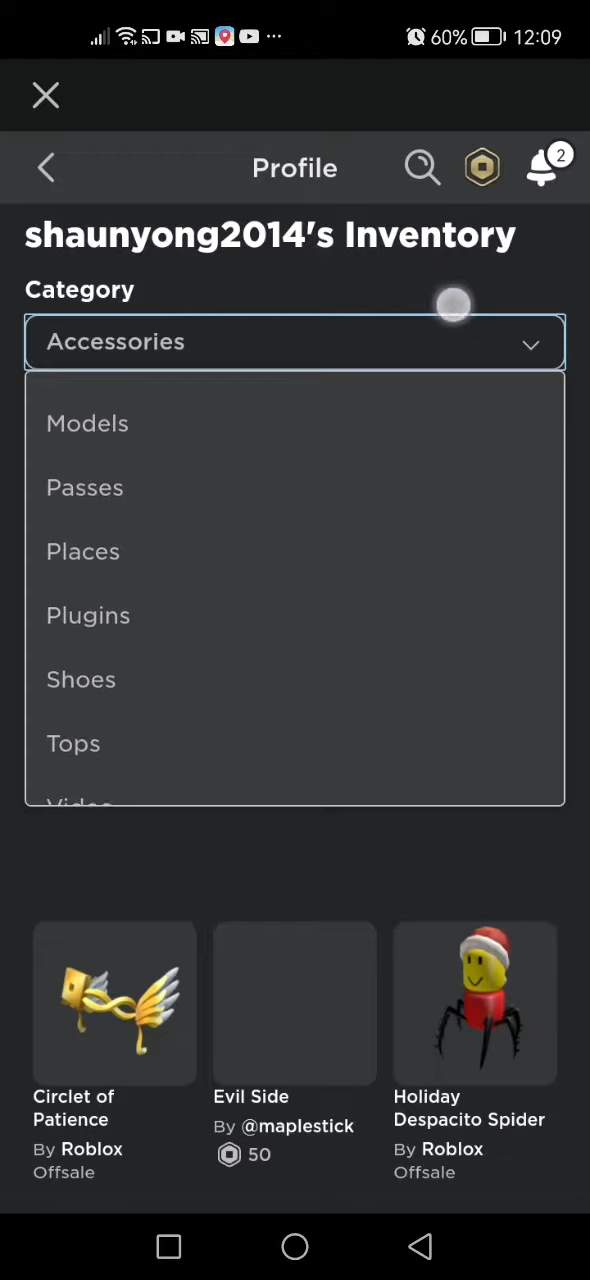 60% 12:09
Profile
2
shaunyong2014's Inventory
Category
Accessories
Models
Passes
Places
Plugins
Shoes
Tops
Circlet of
Patience
By Roblox
Offsale
Evil Side
By @maplestick
50
Holiday
Despacito Spider
By Roblox
Offsale